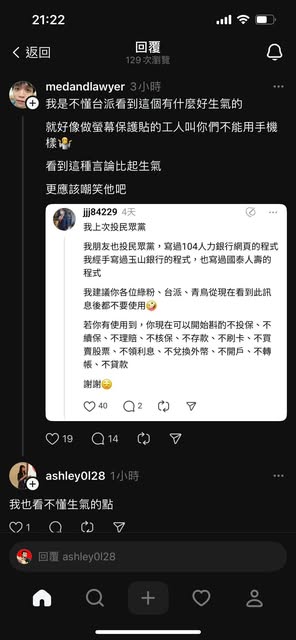 21:22
返回
回覆
129 次瀏覽
medandlawyer 3小時
我是不懂台派看到這個有什麼好生氣的
就好像做螢幕保護貼的工人叫你們不能用手機
樣🤷
看到這種言論比起生氣
更應該嘲笑他吧
jjj84229 4天
我上次投民眾黨
我朋友也投民眾黨，寫過104人力銀行網頁的程式
我經手寫過玉山銀行的程式，也寫過國泰人壽的
程式
我建議你各位綠粉、台派、青鳥從現在看到此訊
息後都不要使用🤣
若你有使用到，你現在可以開始斟酌不投保、不
續保、不理賠、不核保、不存款、不刷卡、不買
賣股票、不領利息、不兌換外幣、不開戶、不轉
帳、不貸款
謝謝😌
40 2
19 14
ashley0l28 1小時
我也看不懂生氣的點
1
回覆 ashley0l28